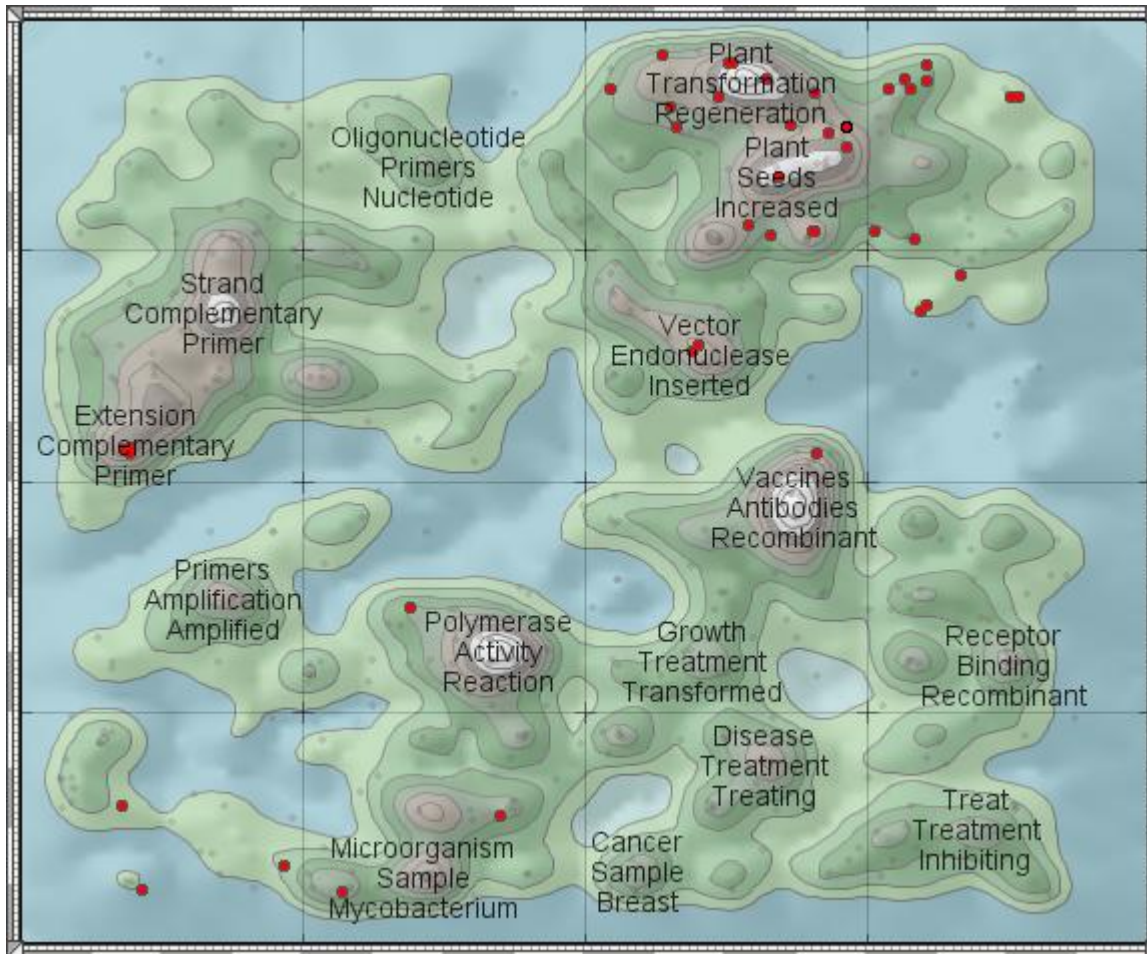 Plant
Transformation
Regeneration
Oligonucleotide
Primers
Nucleotide
Plant
Seeds
Increased
Strand
Complementary
Primer
Vector
Endonuclease
Inserted
Extension
Complementary
Primer
Vaccines
Antibodies
Recombinant
Primers
Amplification
Amplified
Polymerase
Activity
Reaction
Growth
Treatment
Transformed
Receptor
Binding
Recombinant
Disease
Treatment
Treating
Treat
Treatment
Inhibiting
Microorganism
Sample
Mycobacterium
Cancer
Sample
Breast